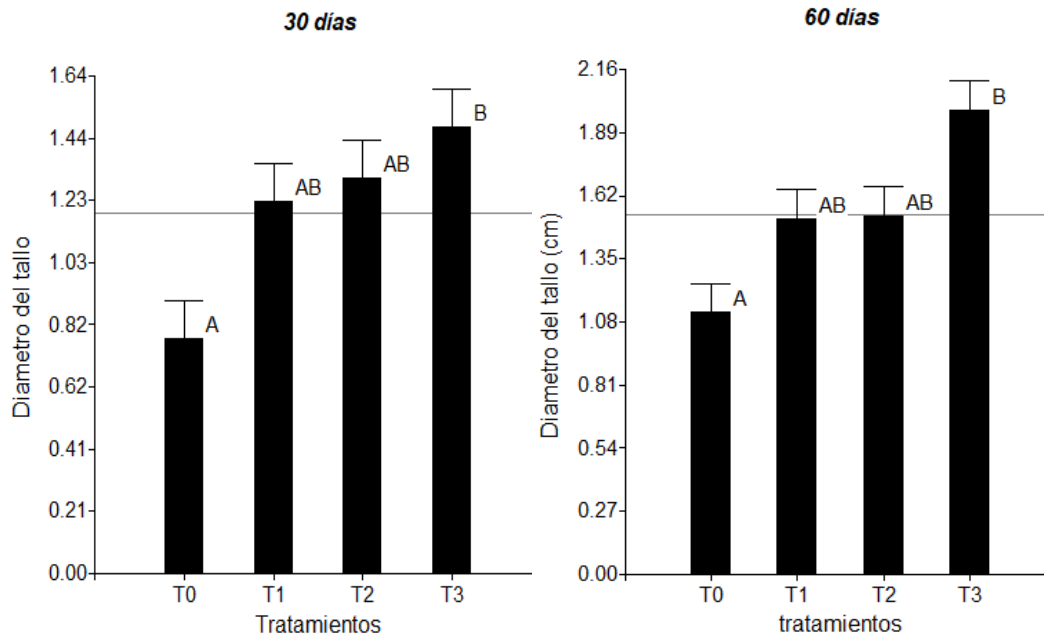 30 días
Diametro del tallo
1.64
1.44
1.23
1.03
0.82
0.62
0.41
0.21
0.00
A
AB
AB
B
T0 T1 T2 T3
Tratamientos
60 días
Diametro del tallo (cm)
2.16
1.89
1.62
1.35
1.08
0.81
0.54
0.27
0.00
A
AB
AB
B
T0 T1 T2 T3
tratamientos